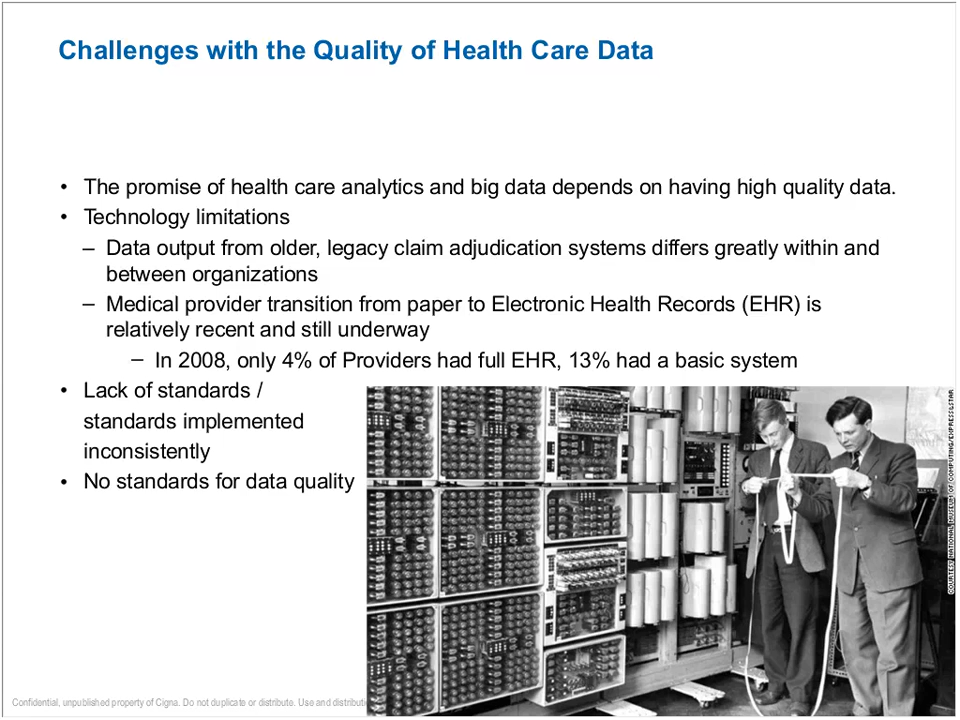 Challenges with the Quality of Health Care Data
• The promise of health care analytics and big data depends on having high quality data.
• Technology limitations
– Data output from older, legacy claim adjudication systems differs greatly within and
between organizations
– Medical provider transition from paper to Electronic Health Records (EHR) is
relatively recent and still underway
– In 2008, only 4% of Providers had full EHR, 13% had a basic system
• Lack of standards /
standards implemented
inconsistently
• No standards for data quality
COURTESY NATIONAL MUSEUM OF COMPUTING/EXPRESS&STAR
Confidential, unpublished property of Cigna. Do not duplicate or distribute. Use and